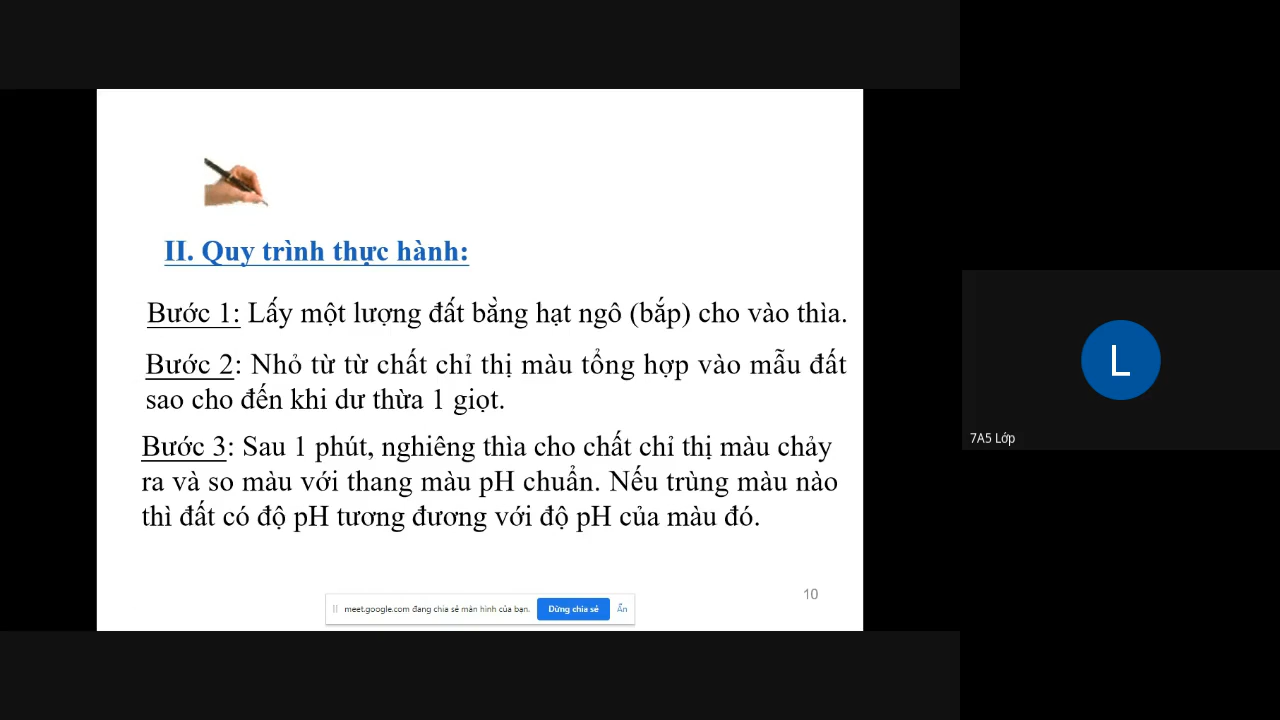 II. Quy trình thực hành:
Bước 1: Lấy một lượng đất bằng hạt ngô (bắp) cho vào thìa.
Bước 2: Nhỏ từ từ chất chỉ thị màu tổng hợp vào mẫu đất
sao cho đến khi dư thừa 1 giọt.
Bước 3: Sau 1 phút, nghiêng thìa cho chất chỉ thị màu chảy
ra và so màu với thang màu pH chuẩn. Nếu trùng màu nào
thì đất có độ pH tương đương với độ pH của màu đó.
10
meet.google.com đang chia sẻ màn hình của bạn. Dừng chia sẻ Ẩn
L
7A5 Lớp